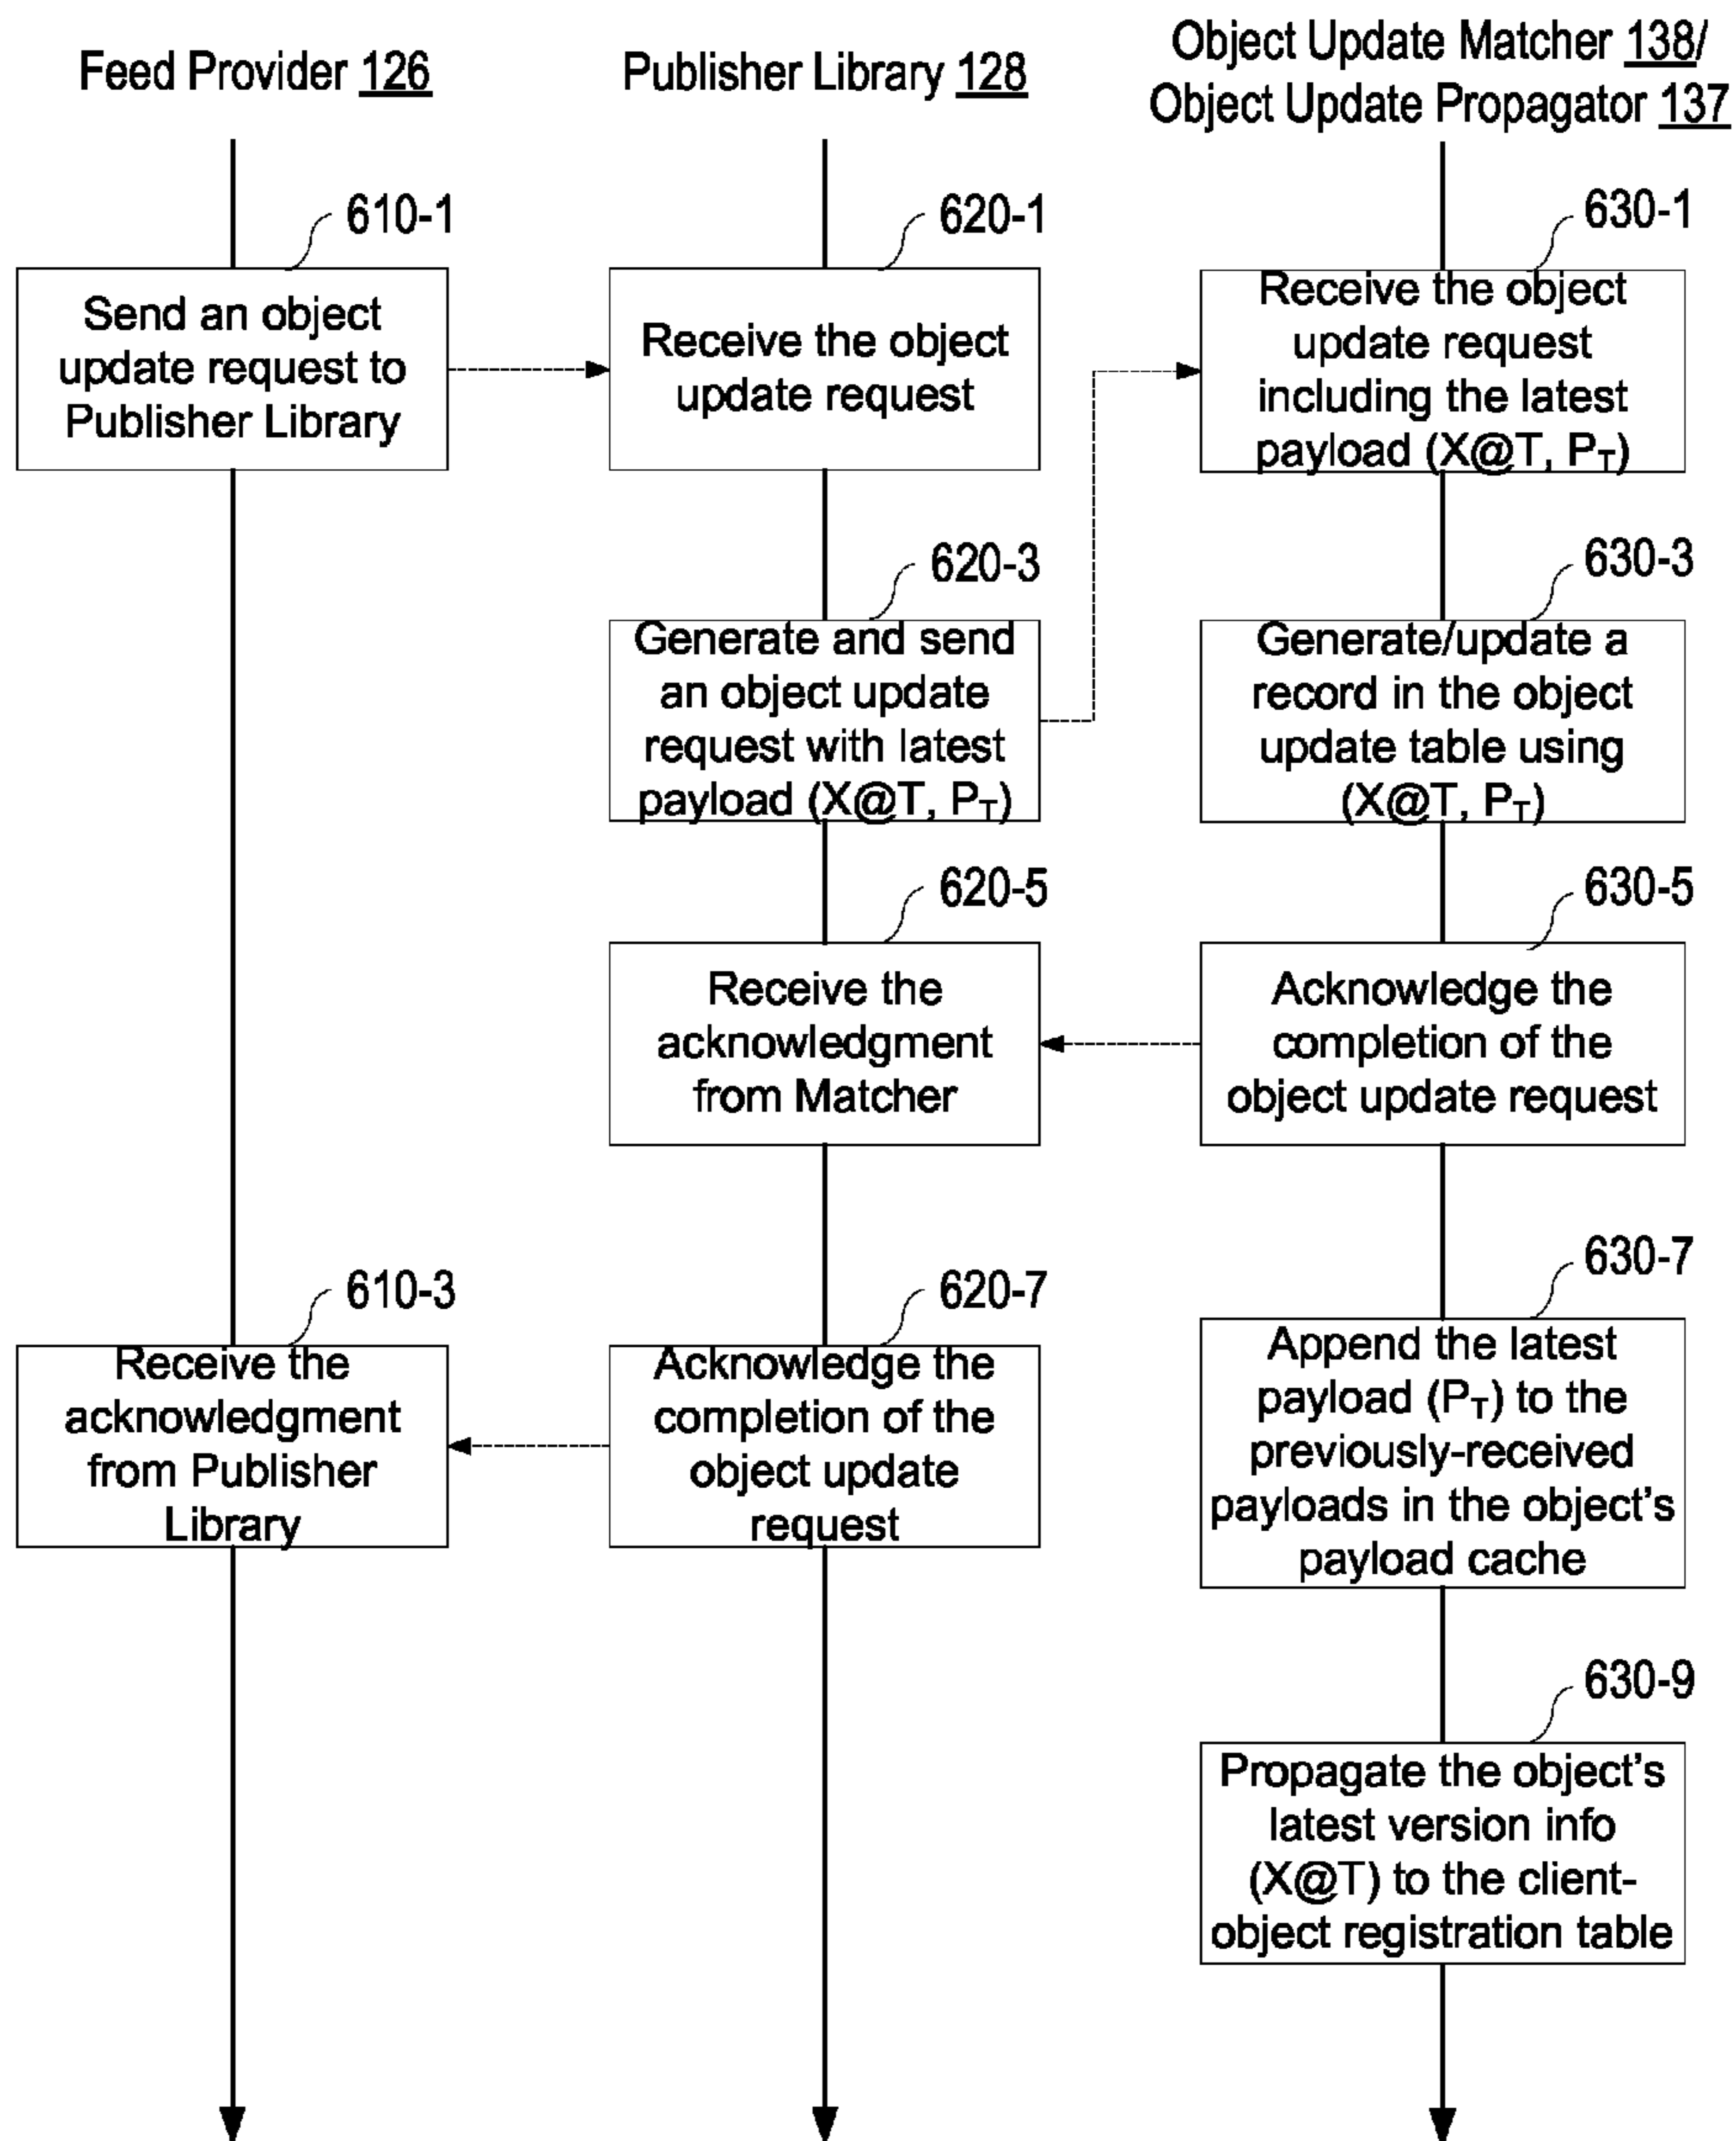 Feed Provider 126
Publisher Library 128
Object Update Matcher 138/
Object Update Propagator 137
610-1
Send an object
update request to
Publisher Library
620-1
Receive the object
update request
630-1
Receive the object
update request
including the latest
payload (X@T, PT)
620-3
Generate and send
an object update
request with latest
payload (X@T, PT)
630-3
Generate/update a
record in the object
update table using
(X@T, PT)
620-5
Receive the
acknowledgment
from Matcher
630-5
Acknowledge the
completion of the
object update request
610-3
Receive the
acknowledgment
from Publisher
Library
620-7
Acknowledge the
completion of the
object update
request
630-7
Append the latest
payload (PT) to the
previously-received
payloads in the object’s
payload cache
630-9
Propagate the object’s
latest version info
(X@T) to the client-
object registration table